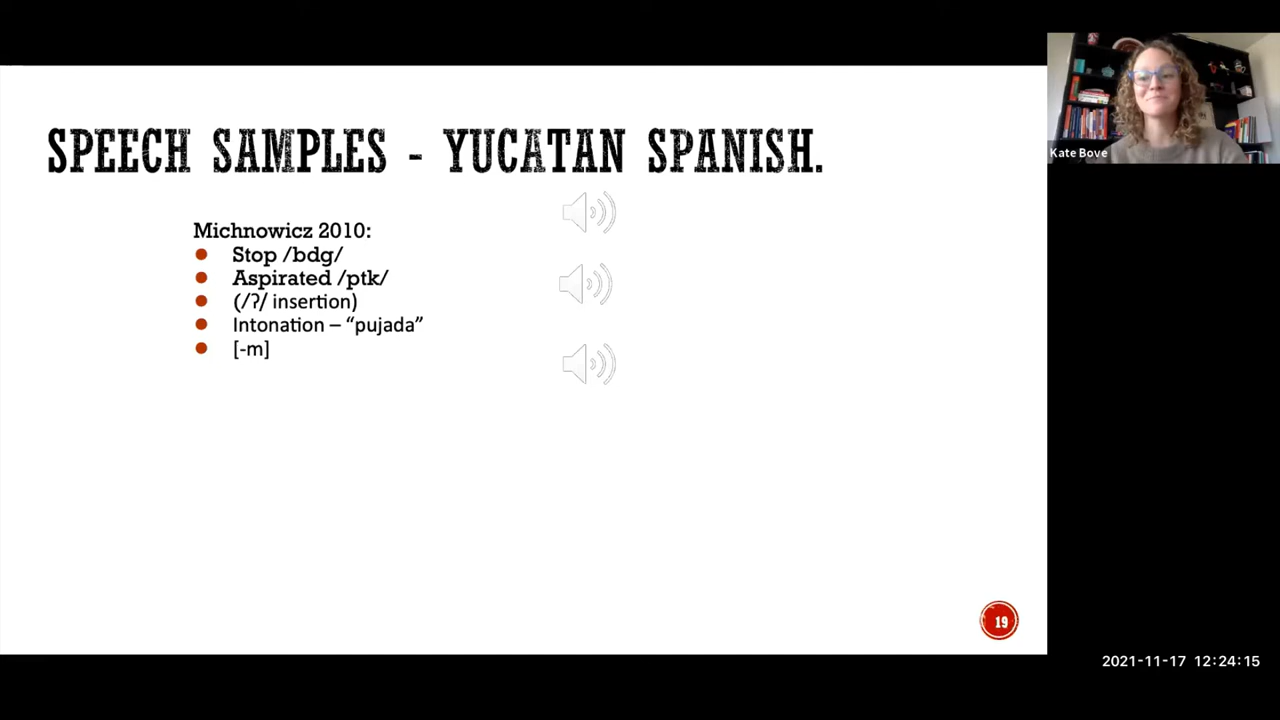 SPEECH SAMPLES - YUCATAN SPANISH.
Kate Bove
Michnowicz 2010:
● Stop /bdg/
● Aspirated /ptk/
● (/ʔ/ insertion)
● Intonation – “pujada”
● [-m]
19
2021-11-17 12:24:15